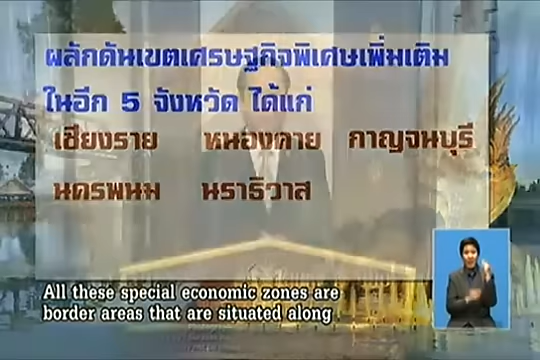 ผลักดันเขตเศรษฐกิจพิเศษเพิ่มเติม
ในอีก 5 จังหวัด ได้แก่
เชียงราย หนองคาย กาญจนบุรี
นครพนม นราธิวาส
All these special economic zones are
border areas that are situated along